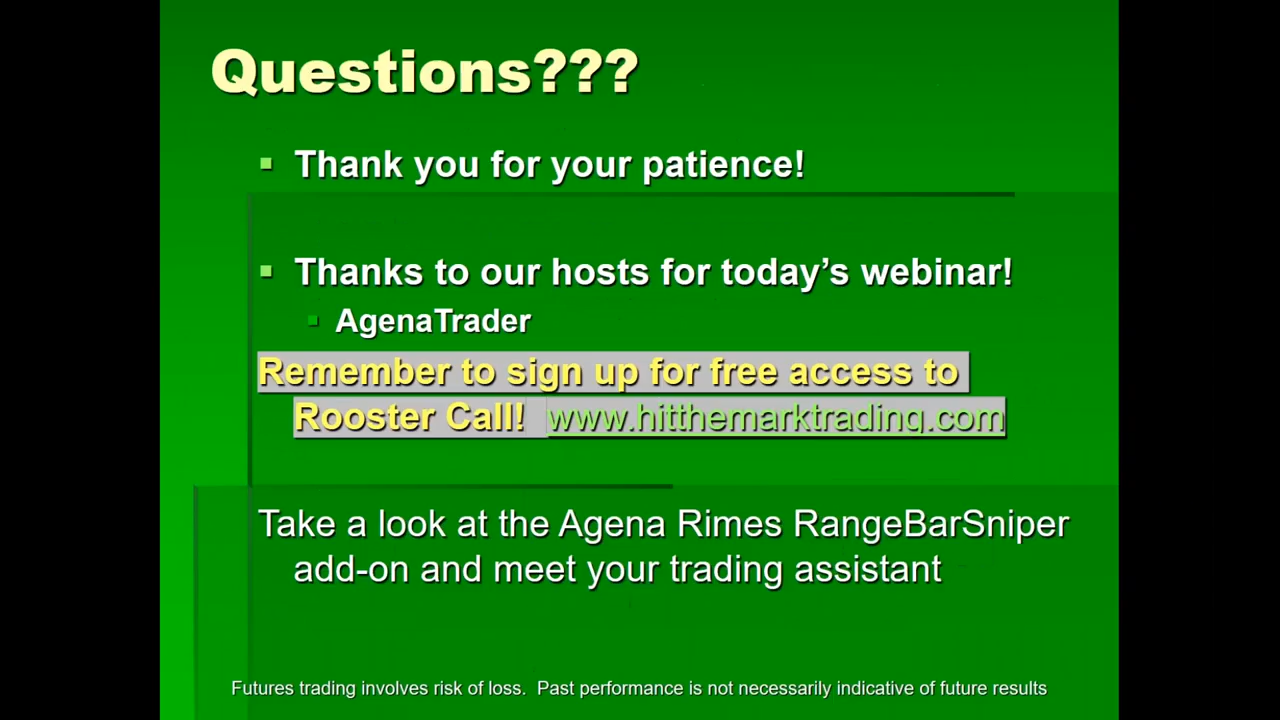 Questions???
Thank you for your patience!
Thanks to our hosts for today’s webinar!
AgenaTrader
Remember to sign up for free access to
Rooster Call! www.hitthemarktrading.com
Take a look at the Agena Rimes RangeBarSniper
add-on and meet your trading assistant
Futures trading involves risk of loss. Past performance is not necessarily indicative of future results